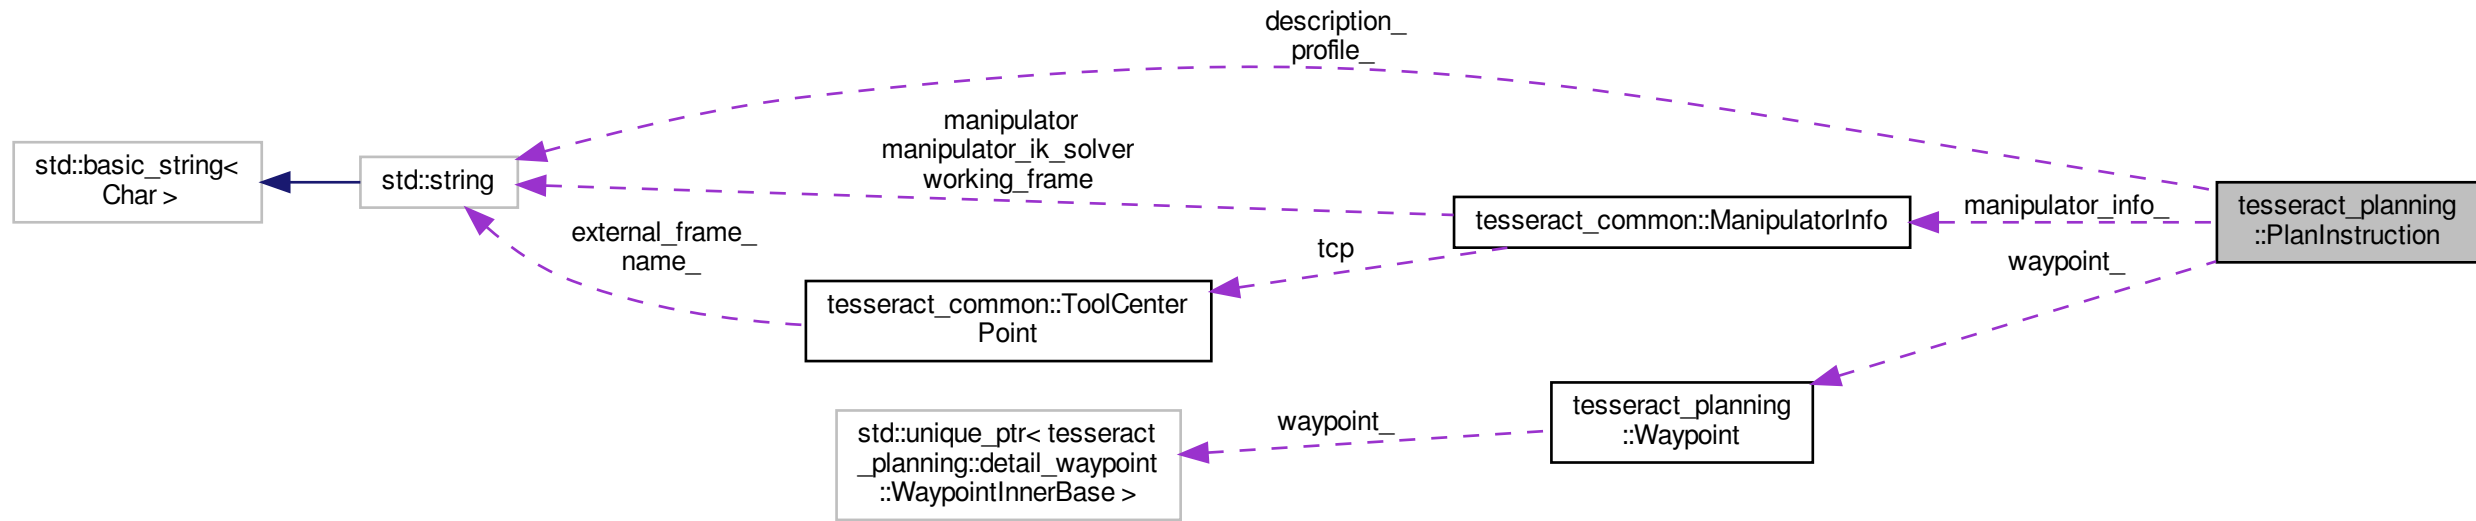 description_
profile_
manipulator
manipulator_ik_solver
working_frame
std::basic_string<
Char >
std::string
tesseract_common::ManipulatorInfo
manipulator_info_
tesseract_planning
::PlanInstruction
external_frame_
name_
tcp
waypoint_
tesseract_common::ToolCenter
Point
tesseract_planning
::Waypoint
waypoint_
std::unique_ptr< tesseract
_planning::detail_waypoint
::WaypointInnerBase >